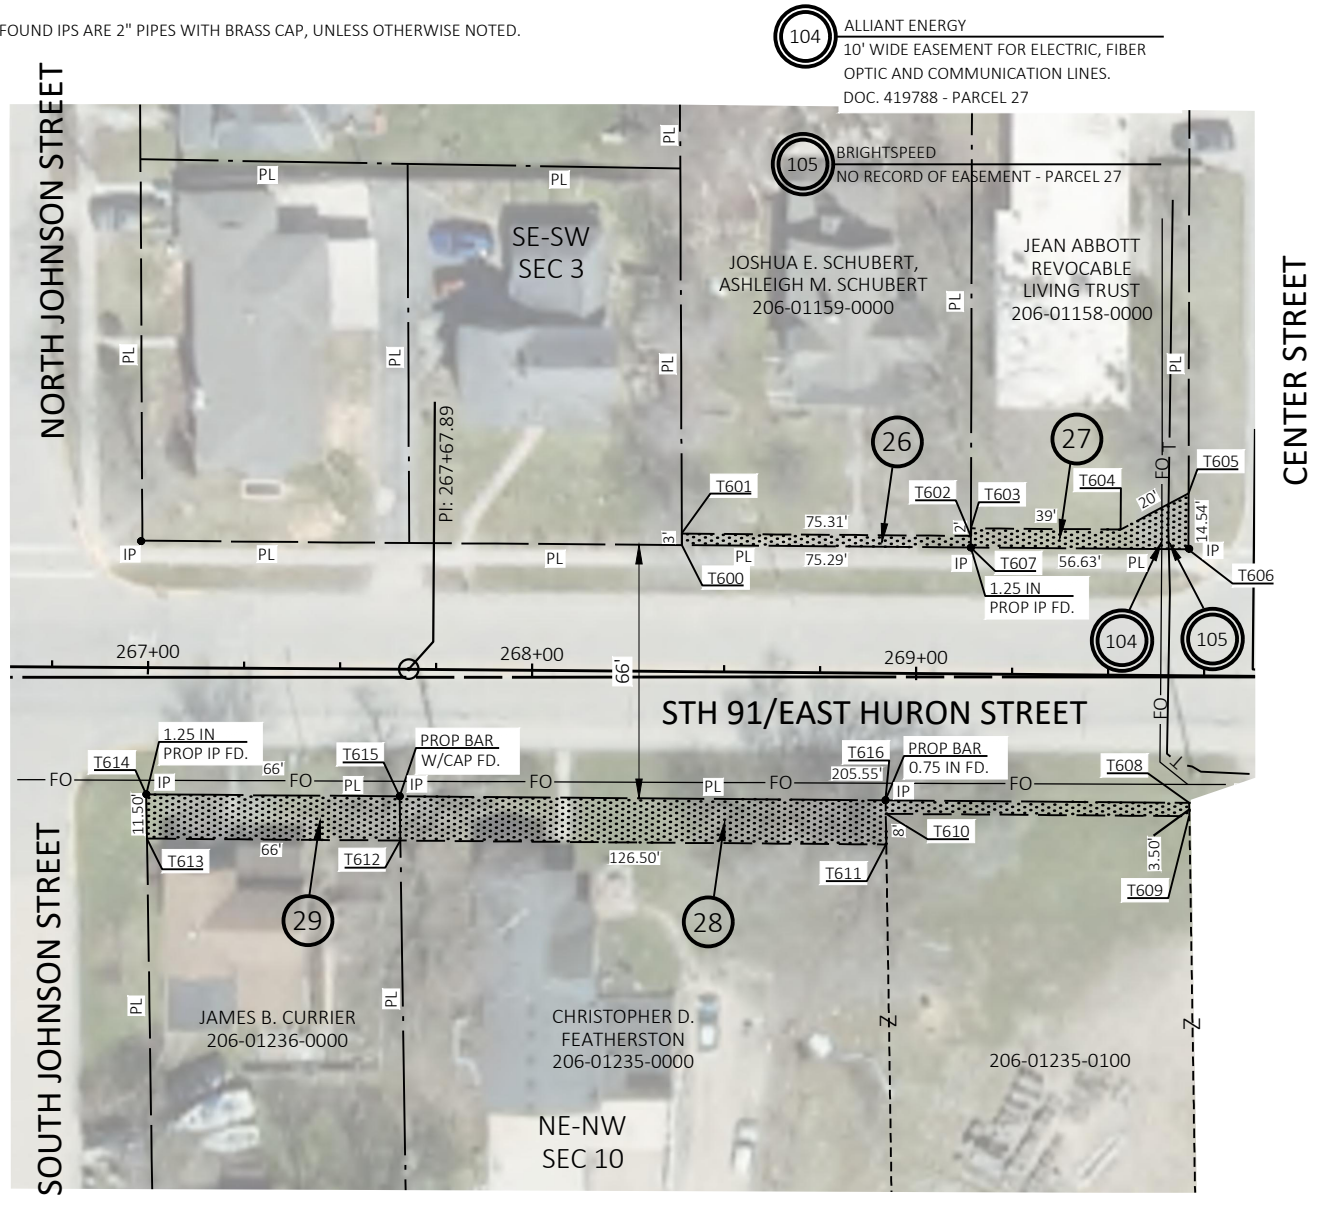 FOUND IPS ARE 2" PIPES WITH BRASS CAP, UNLESS OTHERWISE NOTED.
104
ALLIANT ENERGY
10' WIDE EASEMENT FOR ELECTRIC, FIBER
OPTIC AND COMMUNICATION LINES.
DOC. 419788 - PARCEL 27
105
BRIGHTSPEED
NO RECORD OF EASEMENT - PARCEL 27
NORTH JOHNSON STREET
PL
PL
PL
SE-SW
SEC 3
JOSHUA E. SCHUBERT,
ASHLEIGH M. SCHUBERT
206-01159-0000
JEAN ABBOTT
REVOCABLE
LIVING TRUST
206-01158-0000
CENTER STREET
PL
PL
PL
PL
PL
PI: 267+67.89
26
27
T601
T602
T603
T604
T605
FO
T
20'
39'
75.31'
3'
2'
14.54'
IP
PL
PL
PL
75.29'
IP
56.63'
PL
IP
T600
T607
T606
1.25 IN
PROP IP FD.
104
105
267+00
268+00
269+00
66'
STH 91/EAST HURON STREET
FO
T
1.25 IN
PROP IP FD.
T614
66'
T615
PROP BAR
W/CAP FD.
T616
205.55'
PROP BAR
0.75 IN FD.
T608
FO
IP
FO
PL
IP
FO
PL
FO
IP
FO
11.50'
T613
66'
T612
126.50'
8'
T610
T611
3.50'
T609
29
28
SOUTH JOHNSON STREET
PL
PL
JAMES B. CURRIER
206-01236-0000
CHRISTOPHER D.
FEATHERSTON
206-01235-0000
Z
Z
206-01235-0100
NE-NW
SEC 10